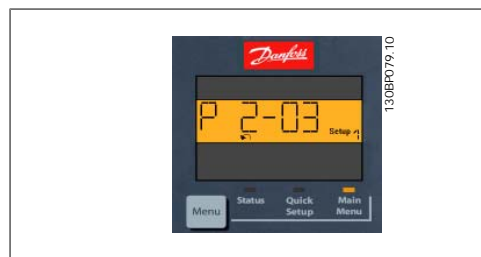 Danfoss
P 2-03
Setup 1
Status Quick Setup Main Menu
Menu
130BP079.10